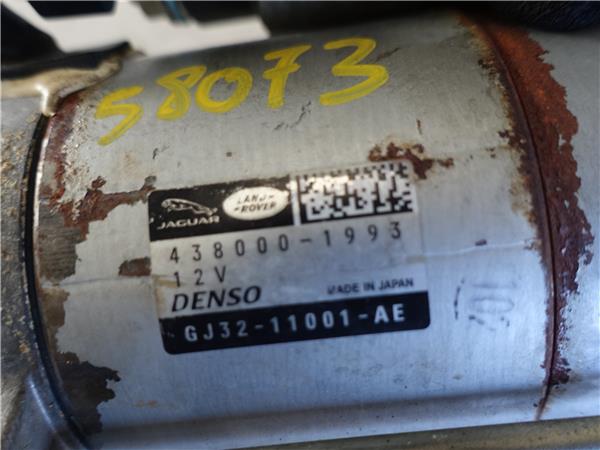 58073
JAGUAR
LAND-
ROVER
438000-1993
12V
DENSO
MADE IN JAPAN
GJ32-11001-AE